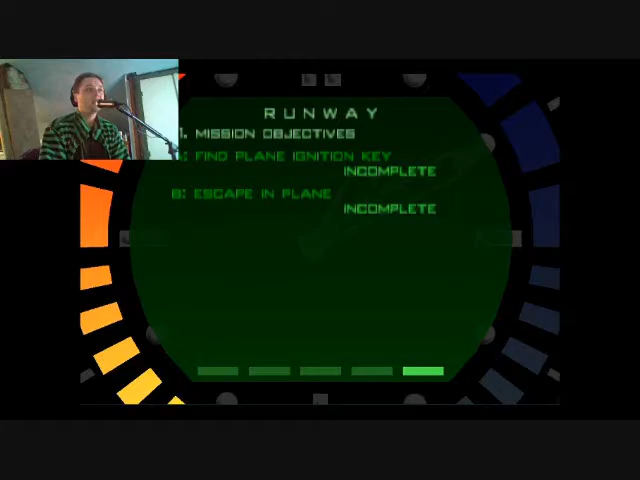 RUNWAY
1. MISSION OBJECTIVES
: FIND PLANE IGNITION KEY
INCOMPLETE
B: ESCAPE IN PLANE
INCOMPLETE